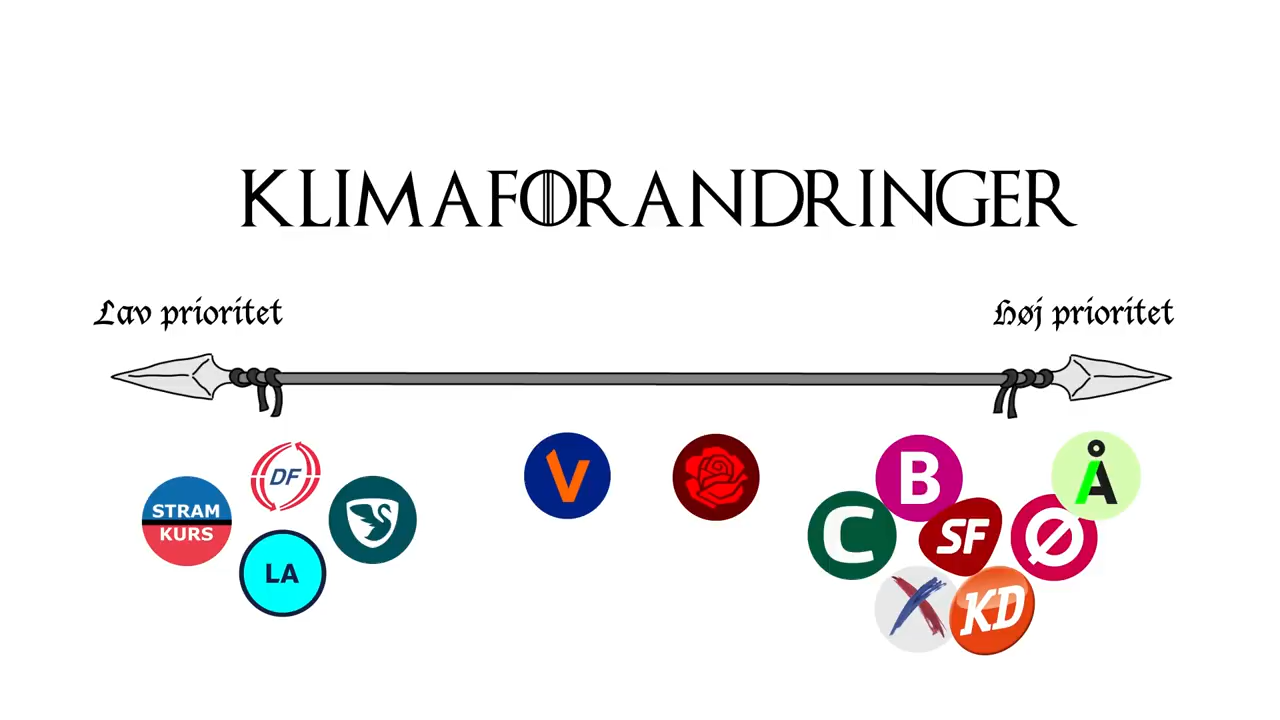 KLIMAFORANDRINGER
Lav prioritet
Høj prioritet
STRAM
KURS
DF
LA
V
B
C
SF
Ø
Å
X
KD